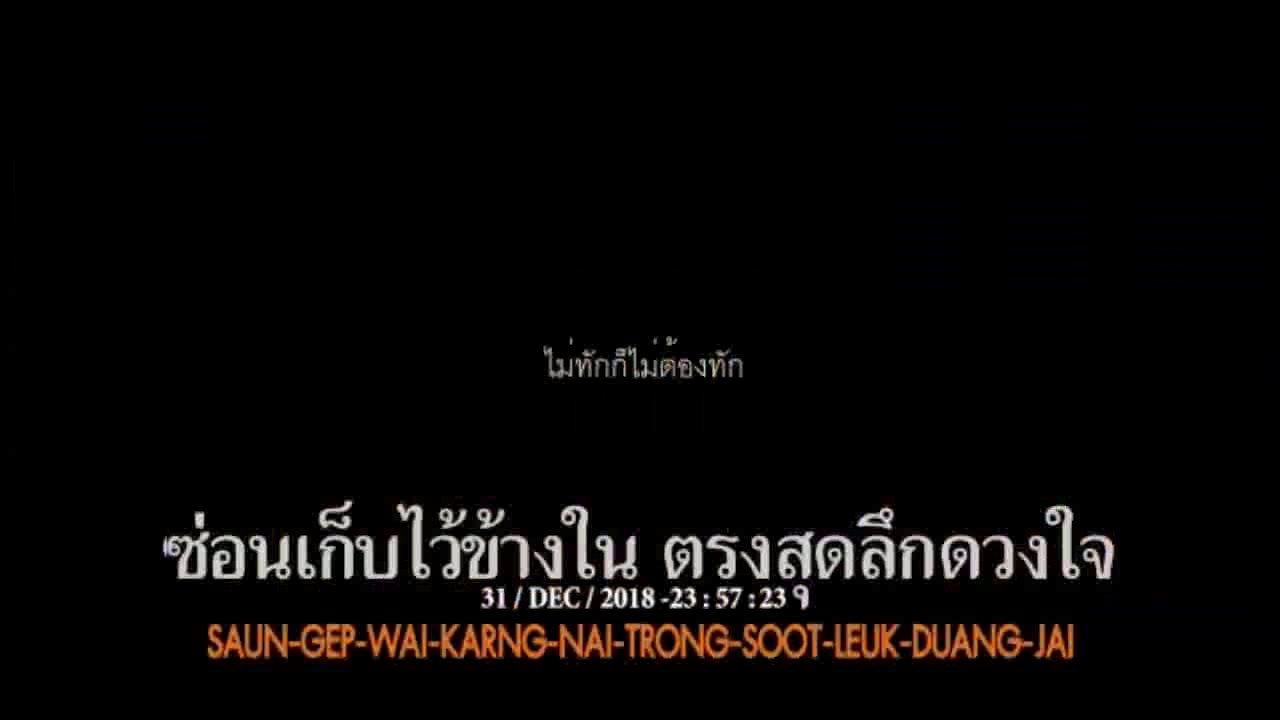 ไม่ทักก็ไม่ต้องทัก
ซ่อนเก็บไว้ข้างใน ตรงสุดลึกดวงใจ
31 / DEC / 2018 -23 : 57 : 23
SAUN-GEP-WAI-KARNG-NAI-TRONG-SOOT-LEUK-DUANG-JAI